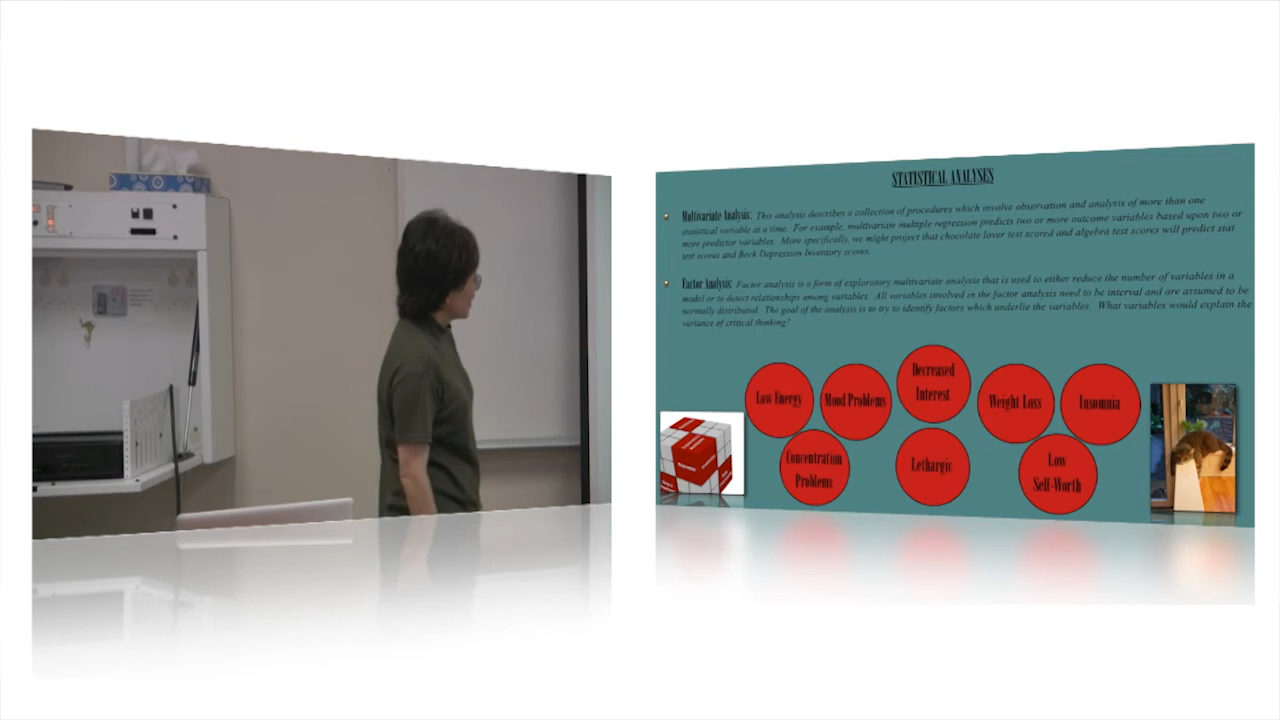 STATISTICAL ANALYSES
Multivariate Analysis: This analysis describes a collection of procedures which involve observation and analysis of more than one
statistical variable at a time. For example, multivariate multiple regression predicts two or more outcome variables based upon two or
more predictor variables. More specifically, we might project that chocolate lover test scored and algebra test scores will predict stat
test scores and Beck Depression Inventory scores.
Factor Analysis: Factor analysis is a form of exploratory multivariate analysis that is used to either reduce the number of variables in a
model or to detect relationships among variables. All variables involved in the factor analysis need to be interval and are assumed to be
normally distributed. The goal of the analysis is to try to identify factors which underlie the variables. What variables would explain the
variance of critical thinking?
Low Energy
Mood Problems
Decreased
Interest
Weight Loss
Insomnia
Concentration
Problems
Lethargic
Low
Self-Worth